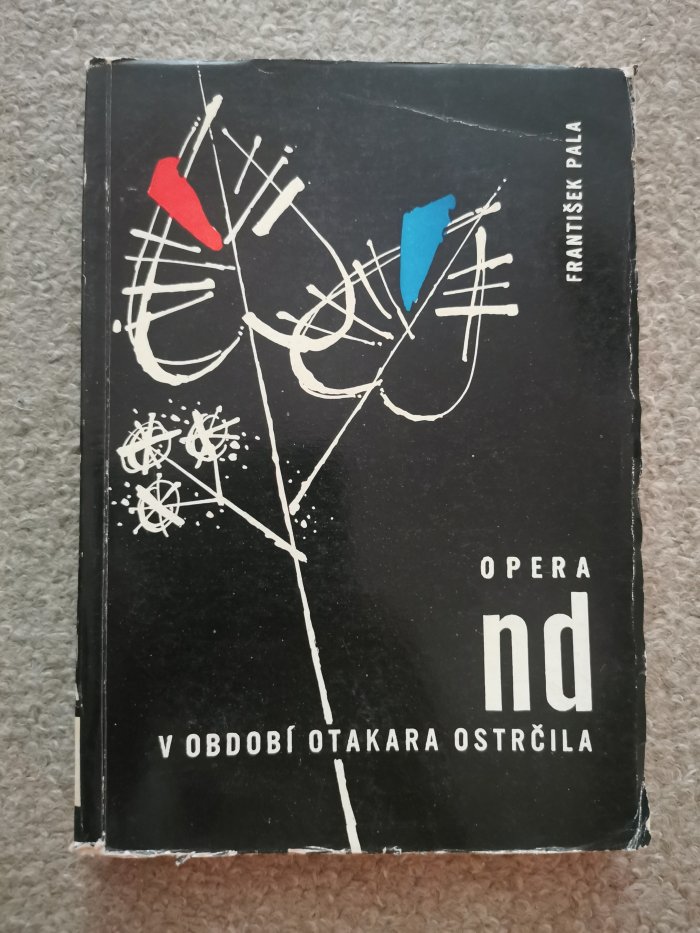 FRANTIŠEK PALA
OPERA
nd
V OBDOBÍ OTAKARA OSTRČILA